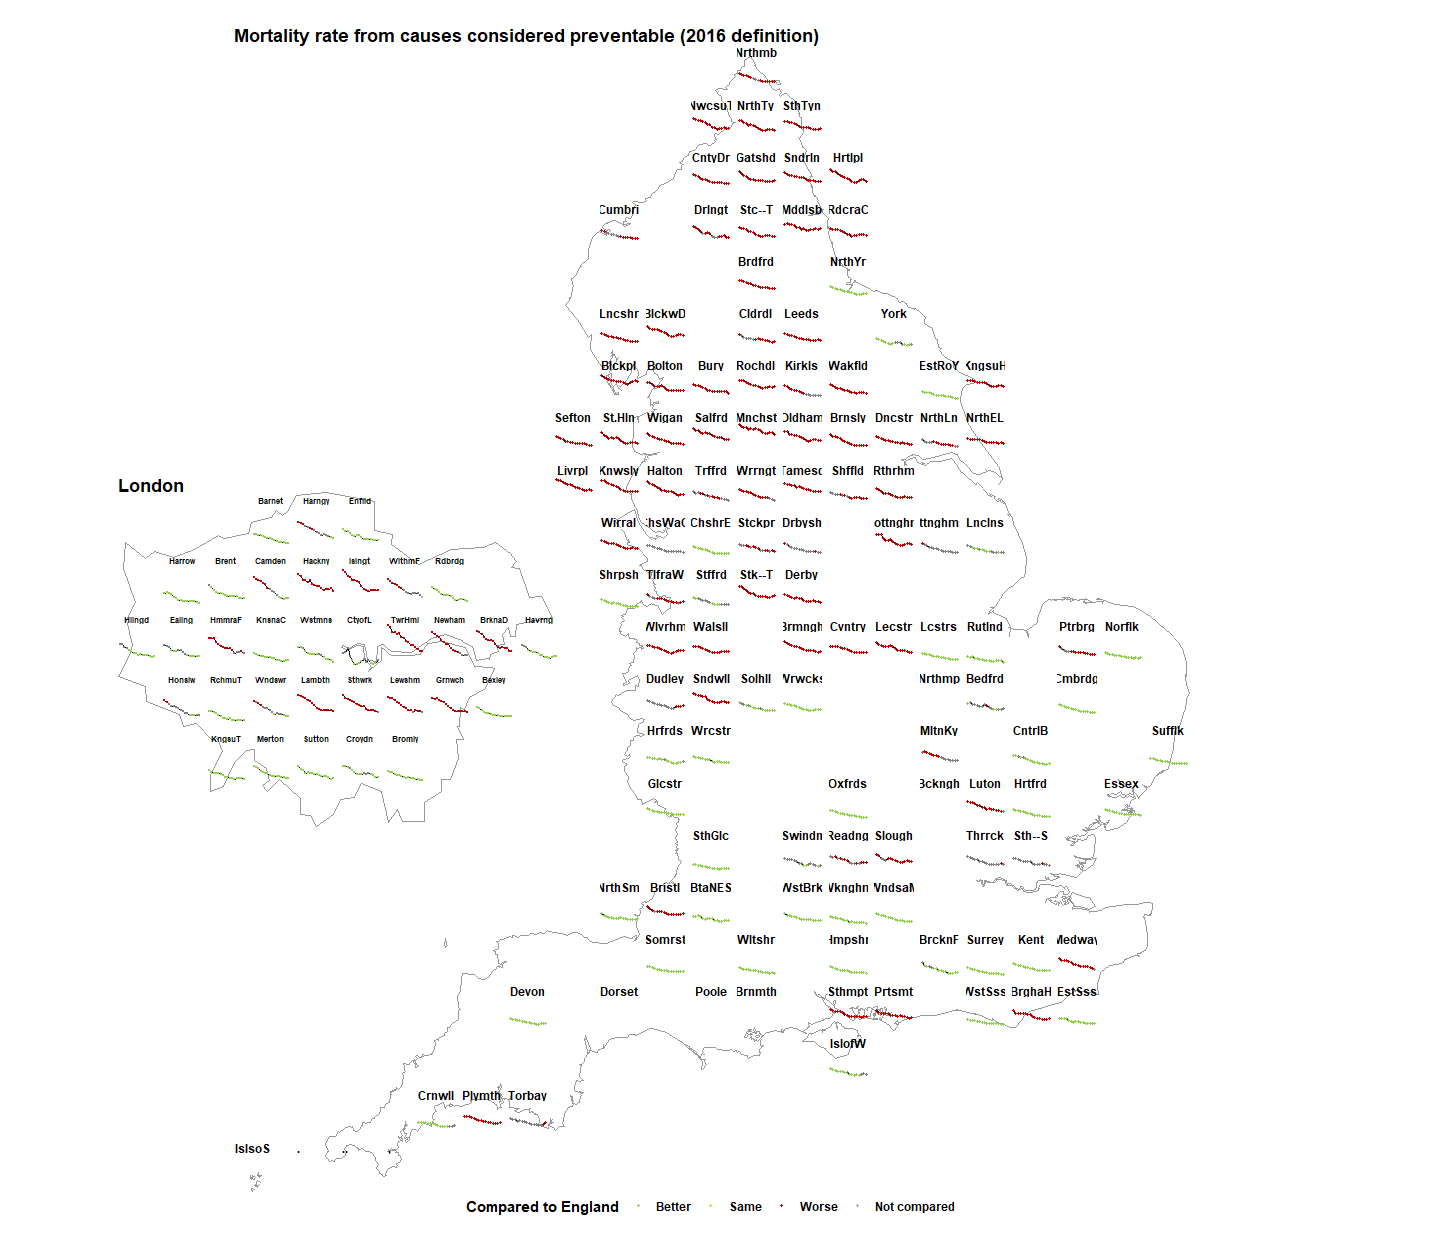 Mortality rate from causes considered preventable (2016 definition)
Nrthmb
NwcsuT NrthTy SthTyn
CntyDr Gatshd Sndrln Hrtlpl
Cumbri Drlngt Stc--T Mddlsb RdcraC
Brdfrd NrthYr
Lncshr BlckwD Cldrdl Leeds York
Blckpl Bolton Bury Rochdl Kirkls Wakfld EstRoY KngsuH
Sefton St.Hln Wigan Salfrd Mnchst Oldham Brnsly Dncstr NrthLn NrthEL
Livrpl Knwsly Halton Trffrd Wrrngt Tamesd Shffld Rthrhm
London
Barnet Harngy Enfild
Wirral ChsWaC ChshrE Stckpr Drbysh ottnghr ttnghm Lnclns
Harrow Brent Camden Hackny Islngt WlthmF Rdbrdg
Shrpsh TlfraW Stffrd Stk--T Derby
Hlingd Ealing HmmraF KnsnaC Wstmns CtyofL TwrHml Newham BrknaD Havrng
Wlvrhm Walsll Brmngh Cvntry Lecstr Lcstrs Rutlnd Ptrbrg Norflk
Honslw RchmuT Wndswr Lambth Sthwrk Lewshm Grnwch Bexley
Dudley Sndwll Solhll Wrwcks Nrthmp Bedfrd Cmbrdg
KngsuT Merton Sutton Croydn Bromly
Hrfrds Wrcstr MltnKy CntrlB Sufflk
Glcstr Oxfrds Bckngh Luton Hrtfrd Essex
SthGlc Swindn Readng Slough Thrrck Sth--S
NrthSm Bristl BtaNES WstBrk Wknghm WndsaM
Somrst Wltshr Hmpshr BrcknF Surrey Kent Medway
Devon Dorset Poole Brnmth Sthmpt Prtsmt WstSss BrghaH EstSss
IslofW
Crnwll Plymth Torbay
IslsoS
Compared to England Better Same Worse Not compared